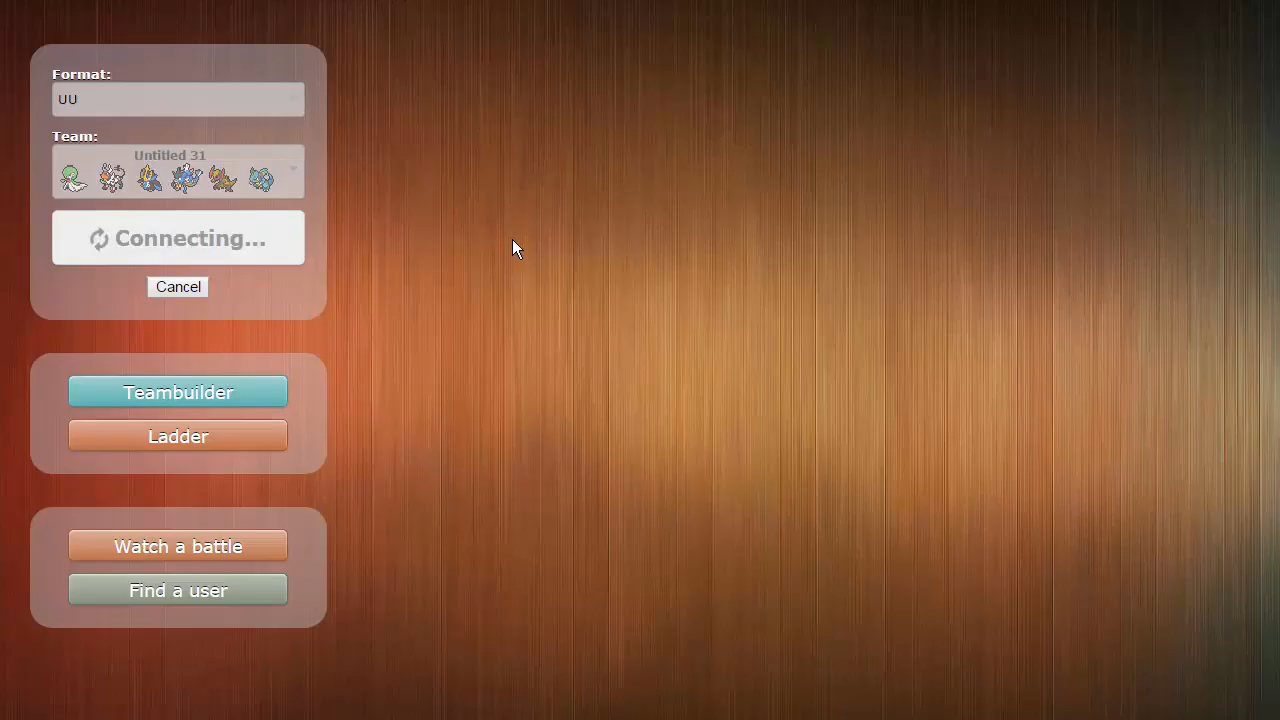 Format:
UU
Team:
Untitled 31
Connecting...
Cancel
Teambuilder
Ladder
Watch a battle
Find a user